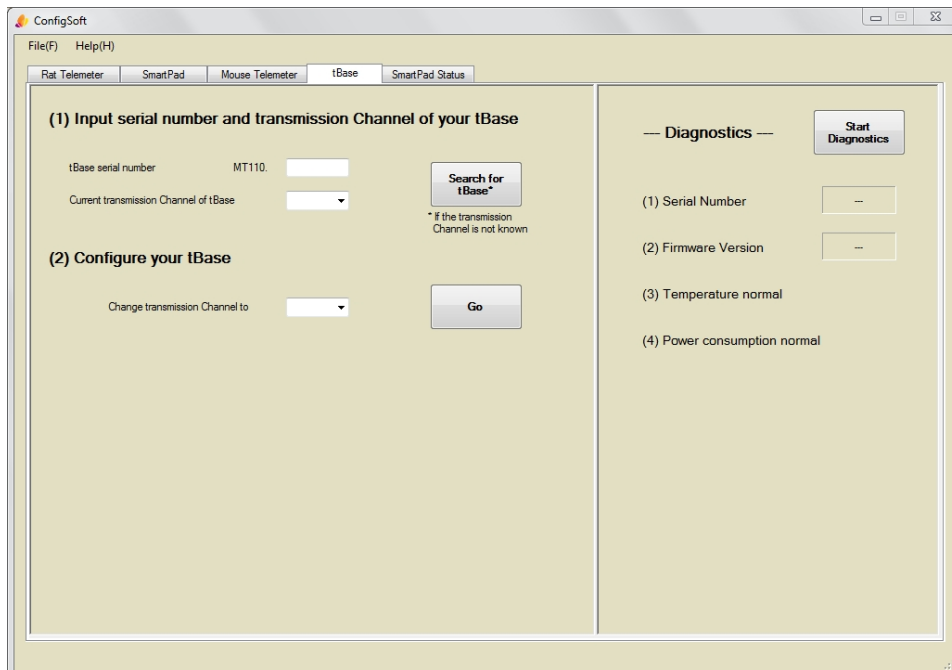 ConfigSoft
File(F) Help(H)
Rat Telemeter SmartPad Mouse Telemeter tBase SmartPad Status
(1) Input serial number and transmission Channel of your tBase
tBase serial number MT110.
Current transmission Channel of tBase
Search for
tBase*
* If the transmission
Channel is not known
(2) Configure your tBase
Change transmission Channel to
Go
--- Diagnostics ---
Start
Diagnostics
(1) Serial Number --
(2) Firmware Version --
(3) Temperature normal
(4) Power consumption normal